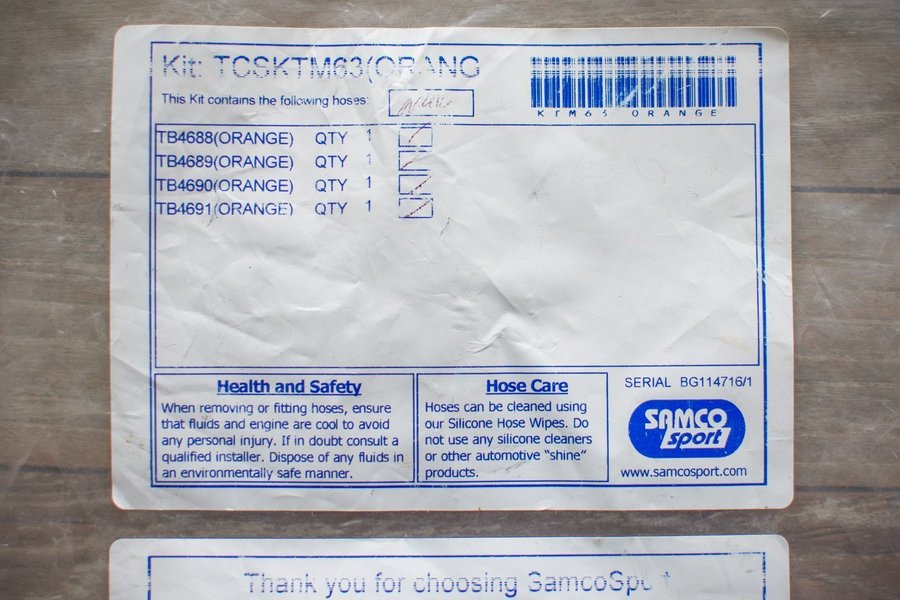 Kit: TCSKTM63(ORANG
This Kit contains the following hoses:
KTM63 ORANGE
TB4688(ORANGE) QTY 1
TB4689(ORANGE) QTY 1
TB4690(ORANGE) QTY 1
TB4691(ORANGE) QTY 1
Health and Safety
When removing or fitting hoses, ensure
that fluids and engine are cool to avoid
any personal injury. If in doubt consult a
qualified installer. Dispose of any fluids in
an environmentally safe manner.
Hose Care
Hoses can be cleaned using
our Silicone Hose Wipes. Do
not use any silicone cleaners
or other automotive “shine”
products.
SERIAL BG114716/1
SAMCO
sport
www.samcosport.com
Thank you for choosing SamcoSport